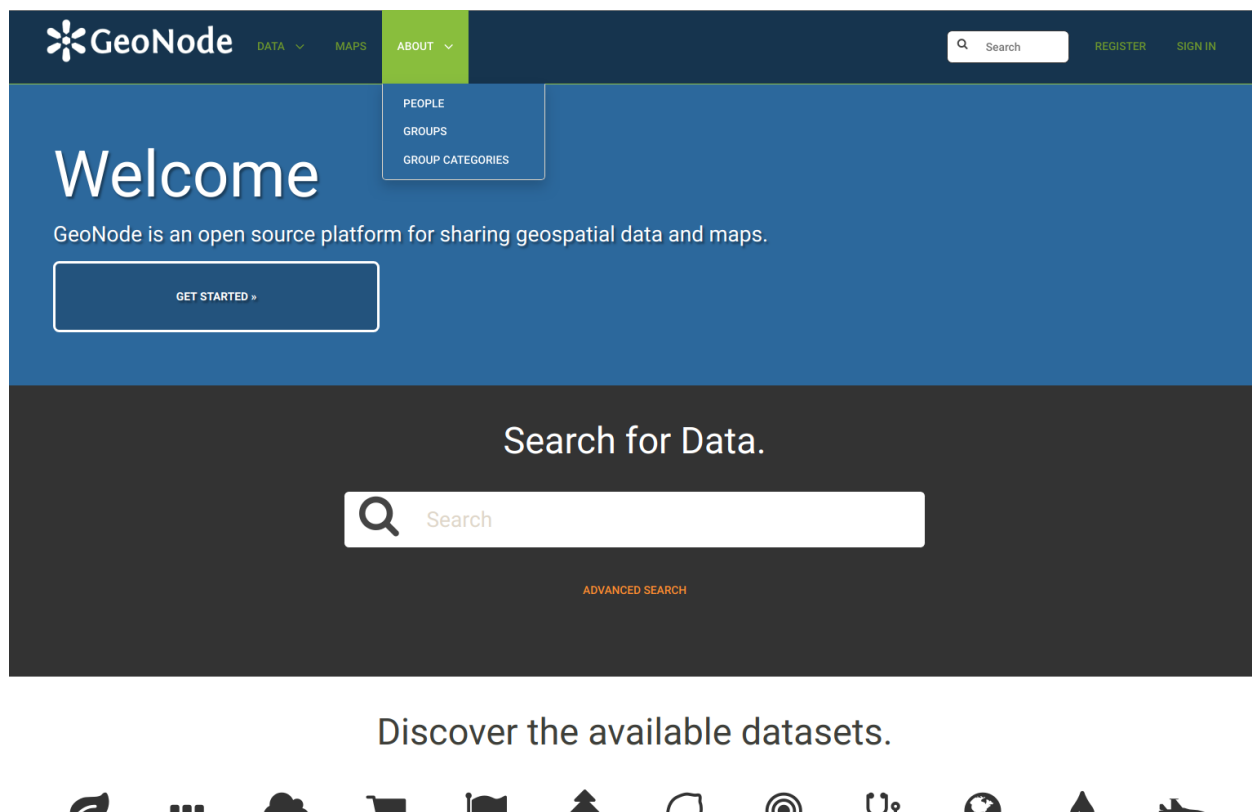 GeoNode DATA MAPS ABOUT Search REGISTER SIGN IN
PEOPLE
GROUPS
GROUP CATEGORIES
Welcome
GeoNode is an open source platform for sharing geospatial data and maps.
GET STARTED »
Search for Data.
Search
ADVANCED SEARCH
Discover the available datasets.